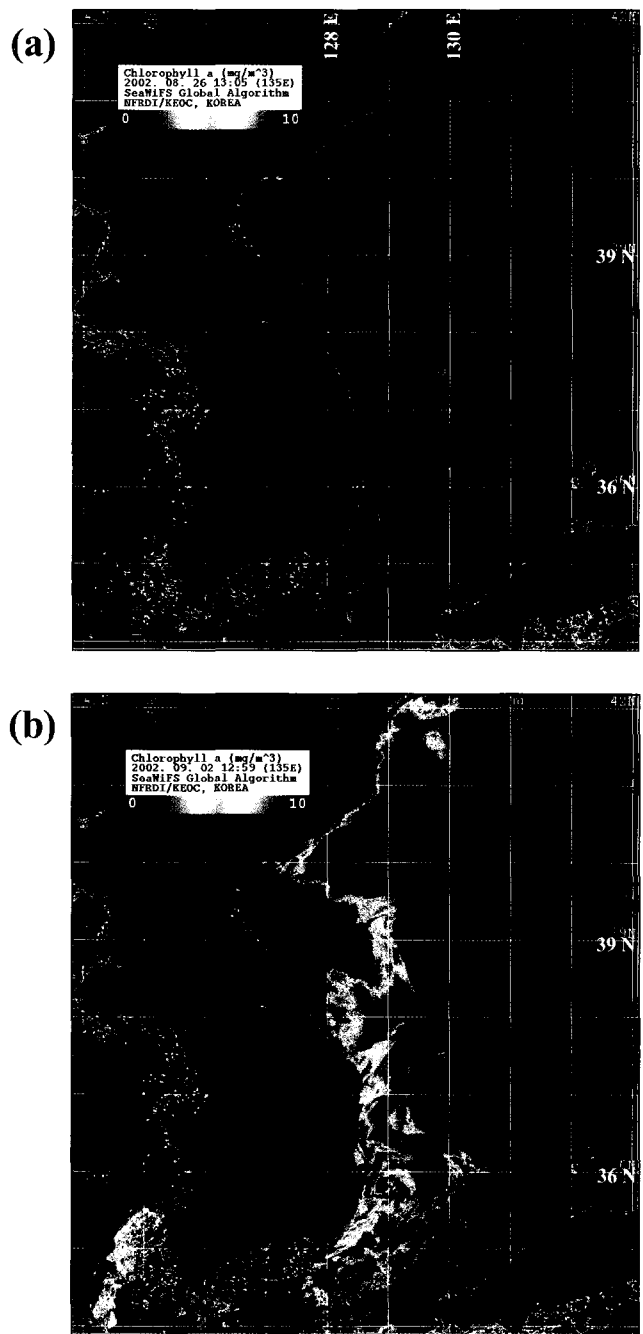 (a)
128 E
130 E
Chlorophyll a (mg/m^3)
2002. 08. 26 13:05 (135E)
SeaWiFS Global Algorithm
NFRDI/KEOC, KOREA
0 10
39 N
36 N
(b)
Chlorophyll a (mg/m^3)
2002. 09. 02 12:59 (135E)
SeaWiFS Global Algorithm
NFRDI/KEOC, KOREA
0 10
39 N
36 N